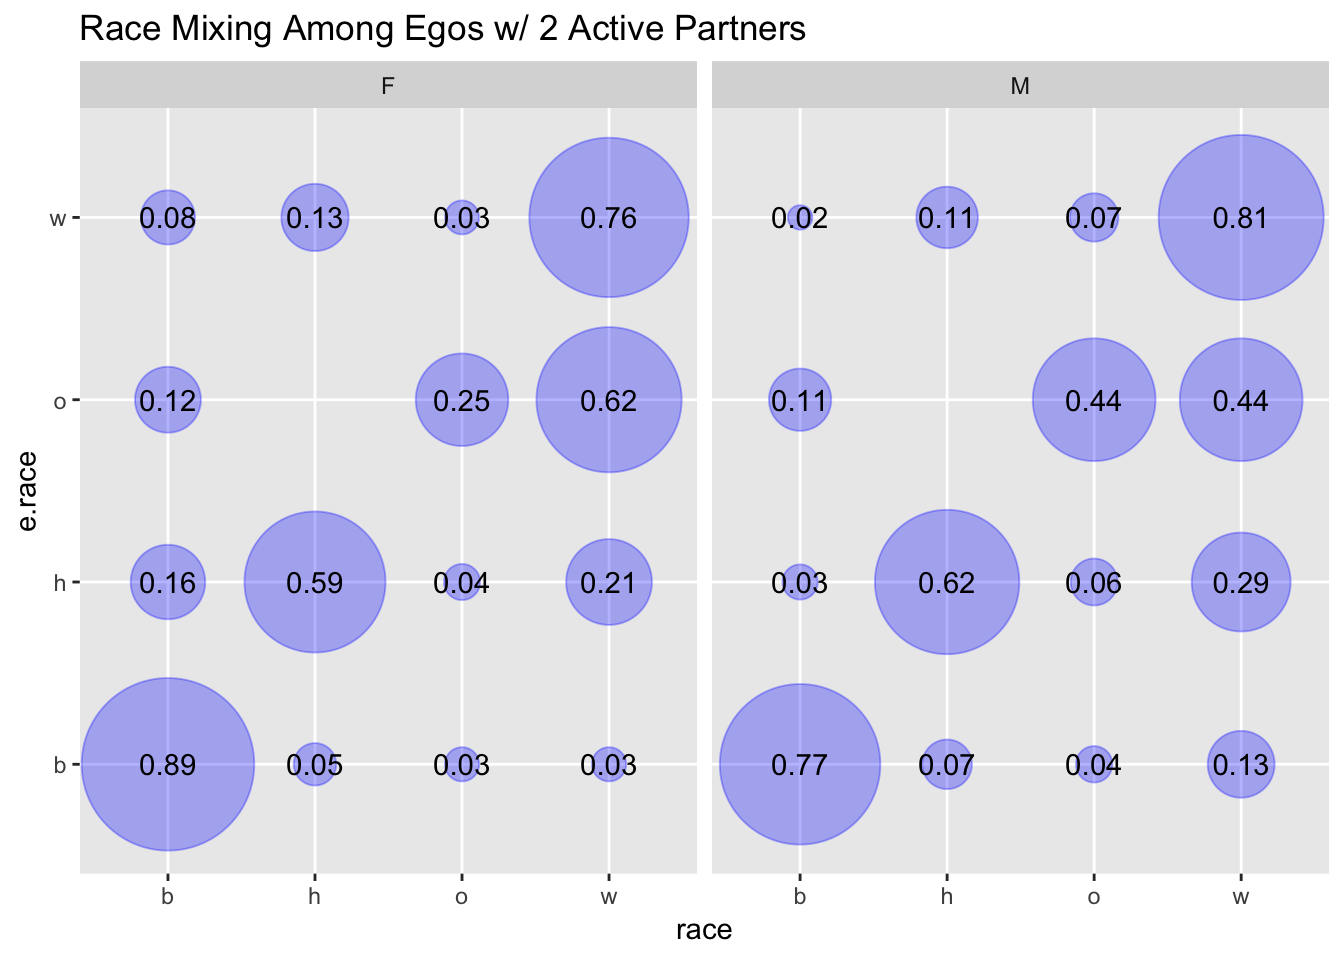 Race Mixing Among Egos w/ 2 Active Partners
F M
w 0.08 0.13 0.03 0.76 0.02 0.11 0.07 0.81
o 0.12 0.25 0.62 0.11 0.44 0.44
h 0.16 0.59 0.04 0.21 0.03 0.62 0.06 0.29
b 0.89 0.05 0.03 0.03 0.77 0.07 0.04 0.13
e.race
b h o w b h o w
race